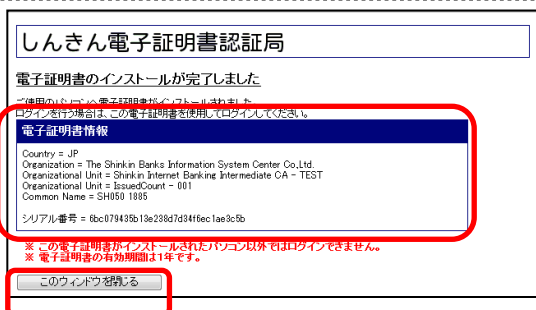 しんきん電子証明書認証局
電子証明書のインストールが完了しました
ご使用のパソコンへ電子証明書がインストールされました。
ログインを行う場合は、この電子証明書を使用してログインしてください。
電子証明書情報
Country = JP
Organization = The Shinkin Banks Information System Center Co.,Ltd.
Organizational Unit = Shinkin Internet Banking Intermediate CA - TEST
Organizational Unit = IssuedCount - 001
Common Name = SH050 1885
シリアル番号 = 6bc079435b13e238d7d34f6ec1ae3c5b
※ この電子証明書がインストールされたパソコン以外ではログインできません。
※ 電子証明書の有効期間は1年です。
このウィンドウを閉じる